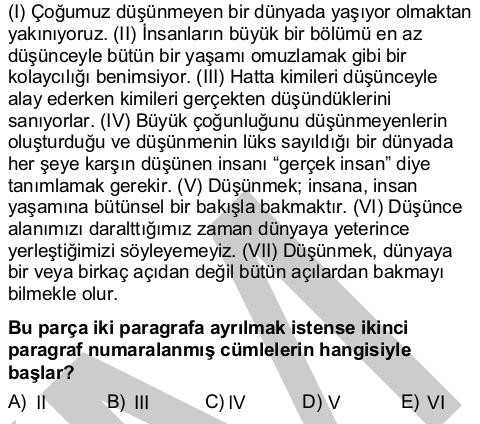 (I) Çoğumuz düşünmeyen bir dünyada yaşıyor olmaktan
yakınıyoruz. (II) İnsanların büyük bir bölümü en az
düşünceyle bütün bir yaşamı omuzlamak gibi bir
kolaycılığı benimsiyor. (III) Hatta kimileri düşünceyle
alay ederken kimileri gerçekten düşündüklerini
sanıyorlar. (IV) Büyük çoğunluğunu düşünmeyenlerin
oluşturduğu ve düşünmenin lüks sayıldığı bir dünyada
her şeye karşın düşünen insanı “gerçek insan” diye
tanımlamak gerekir. (V) Düşünmek; insana, insan
yaşamına bütünsel bir bakışla bakmaktır. (VI) Düşünce
alanımızı daralttığımız zaman dünyaya yeterince
yerleştiğimizi söyleyemeyiz. (VII) Düşünmek, dünyaya
bir veya birkaç açıdan değil bütün açılardan bakmayı
bilmekle olur.
Bu parça iki paragrafa ayrılmak istense ikinci
paragraf numaralanmış cümlelerin hangisiyle
başlar?
A) II B) III C) IV D) V E) VI